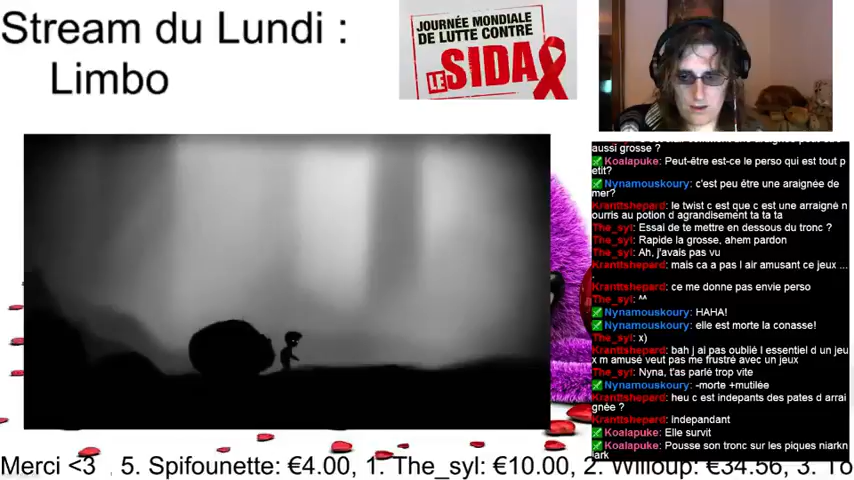 Stream du Lundi :
Limbo
JOURNÉE MONDIALE
DE LUTTE CONTRE
LE SIDA
aussi grosse ?
Koalapuke: Peut-être est-ce le perso qui est tout p
etit?
Nynamouskoury: c'est peu être une araignée de
mer?
Kranttshepard: le twist c est que c est une arraigné n
ourris au potion d agrandisement ta ta ta
The_syl: Essai de te mettre en dessous du tronc ?
The_syl: Rapide la grosse, ahem pardon
The_syl: Ah, j'avais pas vu
Kranttshepard: mais ca a pas l air amusant ce jeux ...
.
Kranttshepard: ce me donne pas envie perso
The_syl: ^^
Nynamouskoury: HAHA!
Nynamouskoury: elle est morte la conasse!
The_syl: x)
Kranttshepard: bah j ai pas oublié l essentiel d un jeu
x m amusé veut pas me frustré avec un jeux
The_syl: Nyna, t'as parlé trop vite
Nynamouskoury: -morte +mutilée
Kranttshepard: heu c est indepants des pates d arrai
gnée ?
Kranttshepard: independant
Koalapuke: Elle survit
Koalapuke: Pousse son tronc sur les piques niarkn
iark
Merci <3 5. Spifounette: €4.00, 1. The_syl: €10.00, 2. Willoup: €34.56, 3. To